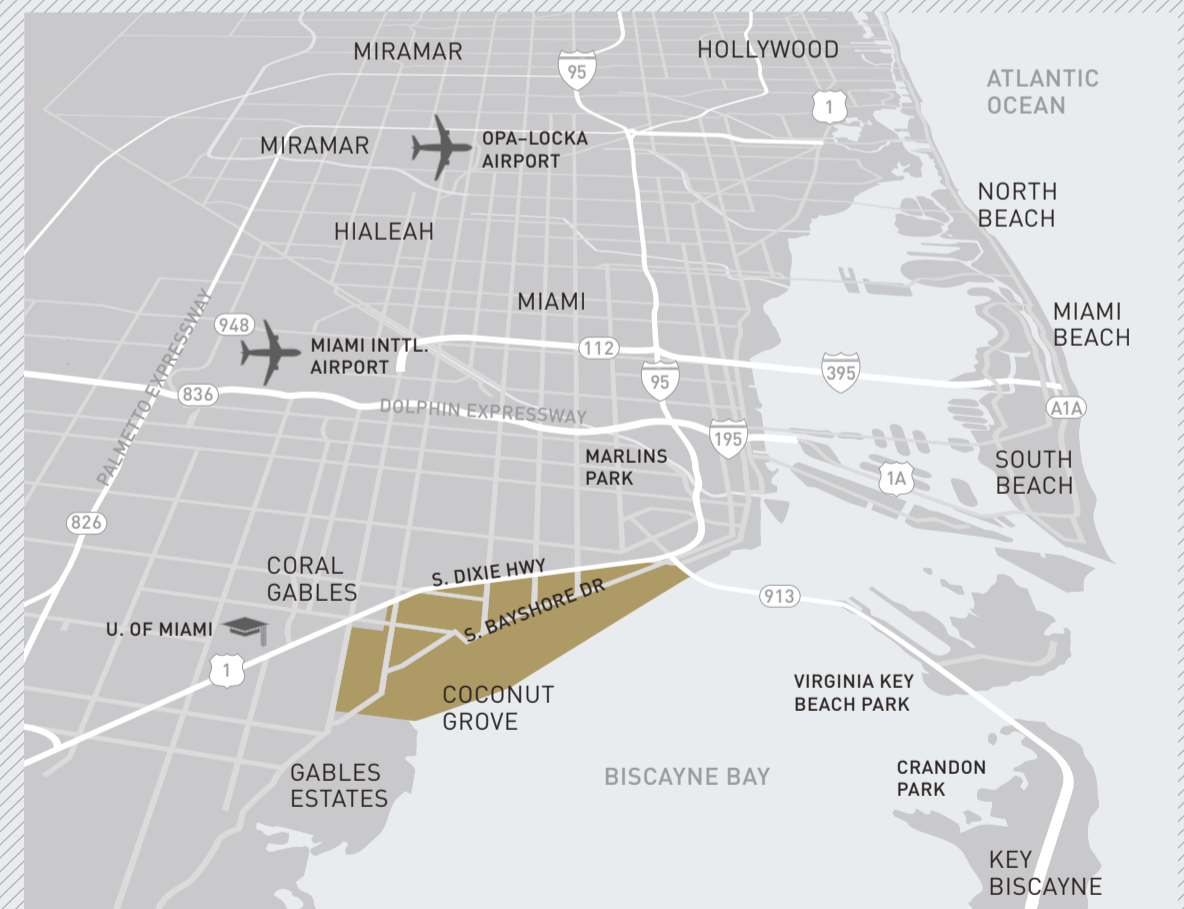 MIRAMAR
95
HOLLYWOOD
ATLANTIC
OCEAN
1
MIRAMAR
OPA-LOCKA
AIRPORT
NORTH
BEACH
HIALEAH
MIAMI
MIAMI
BEACH
PALMETTO EXPRESSWAY
948
MIAMI INTTL.
AIRPORT
112
95
395
836
DOLPHIN EXPRESSWAY
A1A
195
MARLINS
PARK
SOUTH
BEACH
1A
826
CORAL
GABLES
S. DIXIE HWY
S. BAYSHORE DR
913
U. OF MIAMI
1
COCONUT
GROVE
VIRGINIA KEY
BEACH PARK
GABLES
ESTATES
BISCAYNE BAY
CRANDON
PARK
KEY
BISCAYNE